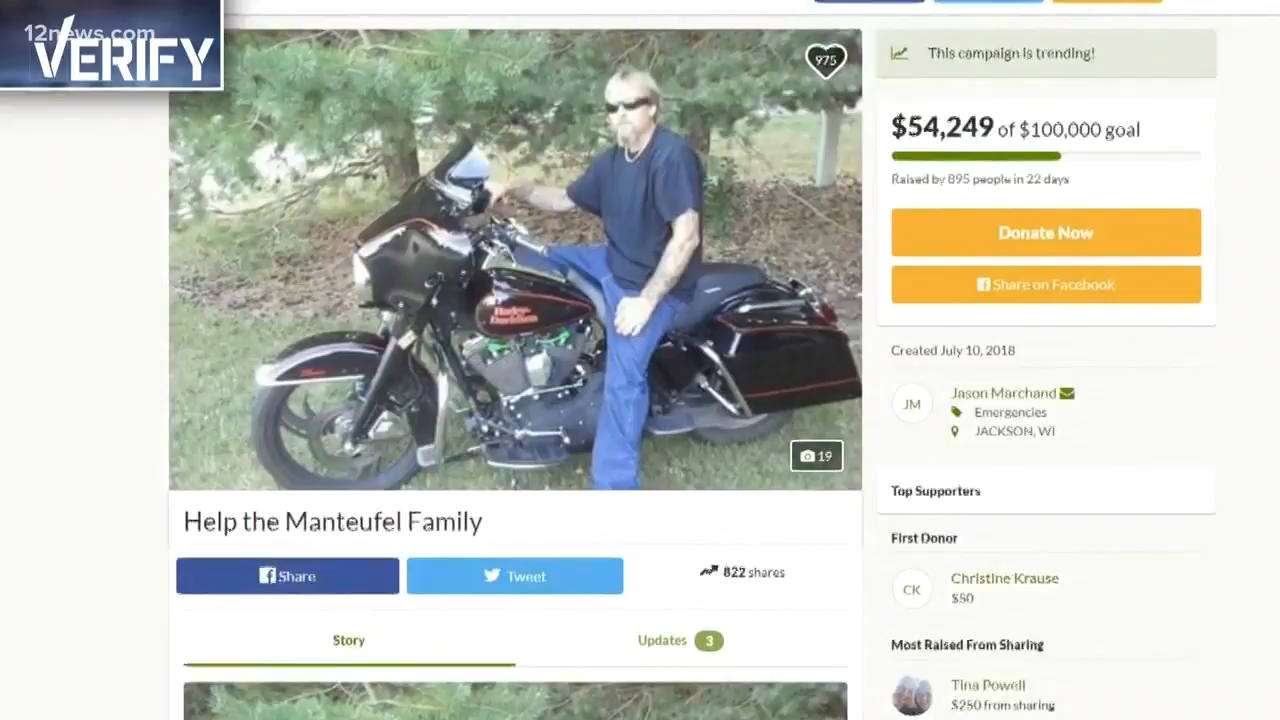 12news.com
VERIFY
975
Harley-
Davidson
19
Help the Manteufel Family
Share
Tweet
822 shares
Story
Updates 3
This campaign is trending!
$54,249 of $100,000 goal
Raised by 895 people in 22 days
Donate Now
Share on Facebook
Created July 10, 2018
JM
Jason Marchand
Emergencies
JACKSON, WI
Top Supporters
First Donor
CK
Christine Krause
$50
Most Raised From Sharing
Tina Powell
$250 from sharing